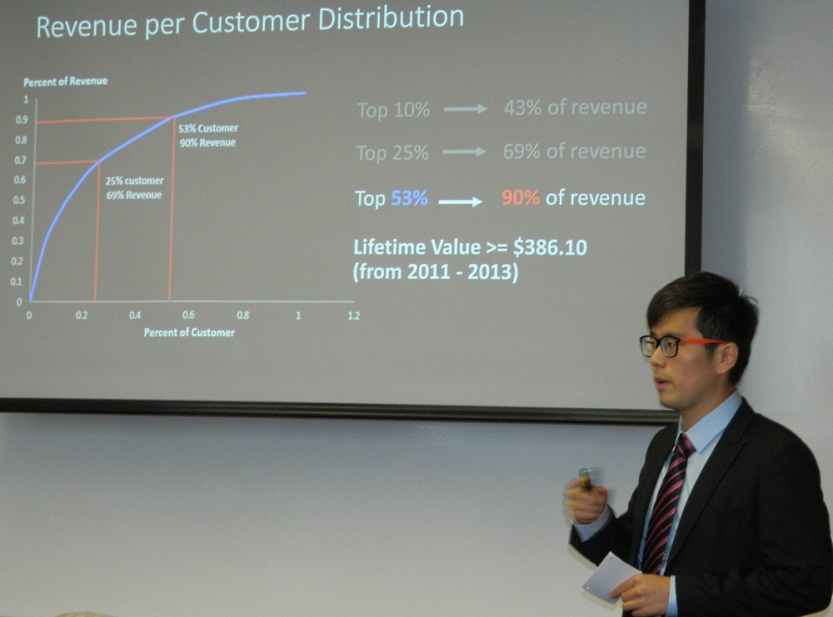 Revenue per Customer Distribution
Percent of Revenue
1
0.9
0.8
0.7
0.6
0.5
0.4
0.3
0.2
0.1
0
53% Customer
90% Revenue
25% customer
69% Revenue
0 0.2 0.4 0.6 0.8 1 1.2
Percent of Customer
Top 10% 43% of revenue
Top 25% 69% of revenue
Top 53% 90% of revenue
Lifetime Value >= $386.10
(from 2011 - 2013)